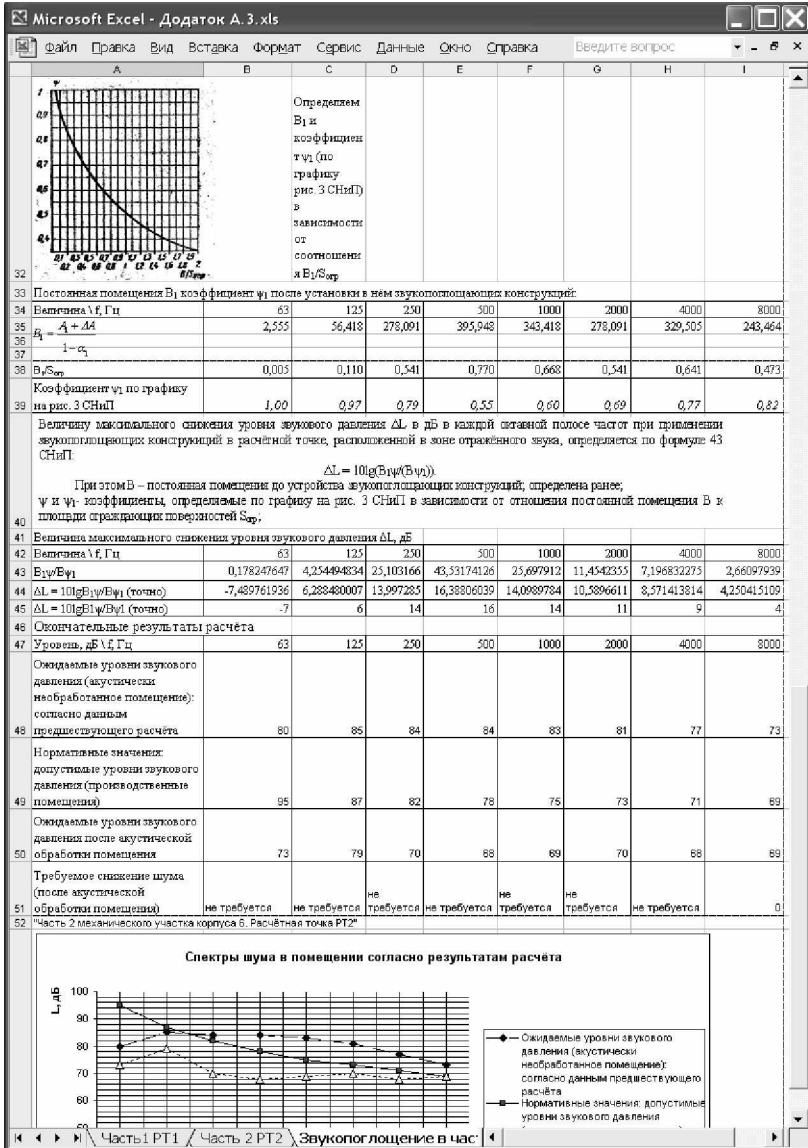 Microsoft Excel - Додаток А.3.xls
Файл Правка Вид Вставка Формат Сервис Данные Окно Справка Введите вопрос
A B C D E F G H I
Определяем
B₁ и
коэффициен
т ψ₁ (по
графику
рис. 3 СНиП)
в
зависимости
от
соотношени
32 я B₁/Sогр
33 Постоянная помещения B₁ коэффициент ψ₁ после установки в нём звукопоглощающих конструкций:
34 Величина \ f, Гц 63 125 250 500 1000 2000 4000 8000
35 B₁ = (A₁ + ΔA) / (1 − α₁) 2,555 56,418 278,091 395,948 343,418 278,091 329,505 243,464
36
37
38 B₁/Sогр 0,005 0,110 0,541 0,770 0,668 0,541 0,641 0,473
Коэффициент ψ₁ по графику
39 на рис. 3 СНиП 1,00 0,97 0,79 0,55 0,60 0,69 0,77 0,82
Величину максимального снижения уровня звукового давления ΔL в дБ в каждой октавной полосе частот при применении
звукопоглощающих конструкиций в расчётной точке, расположенной в зоне отражённого звука, определяется по формуле 43
СНиП:
ΔL = 10lg(B₁ψ/(Bψ₁)).
При этом B – постоянная помещения до устройства звукопоглощающих конструкций; определена ранее;
ψ и ψ₁- коэффициенты, определяемые по графику на рис. 3 СНиП в зависимости от отношения постоянной помещения B к
40 площади ограждающих поверхностей Sогр;
41 Величина максимального снижения уровня звукового давления ΔL, дБ
42 Величина \ f, Гц 63 125 250 500 1000 2000 4000 8000
43 B₁ψ/Bψ₁ 0,178247647 4,254494834 25,103166 43,53174126 25,697912 11,4542355 7,196832275 2,66097939
44 ΔL = 10lgB₁ψ/Bψ₁ (точно) -7,489761936 6,288480007 13,997285 16,38806039 14,0989784 10,5896611 8,571413814 4,250415109
45 ΔL = 10lgB1ψ/Bψ1 (точно) -7 6 14 16 14 11 9 4
46 Окончательные результаты расчёта
47 Уровень, дБ \ f, Гц 63 125 250 500 1000 2000 4000 8000
Ожидаемые уровни звукового
давления (акустически
необработанное помещение):
согласно данным
48 предшествующего расчёта 80 85 84 84 83 81 77 73
Нормативные значения:
допустимые уровни звукового
давления (производственные
49 помещения) 95 87 82 78 75 73 71 69
Ожидаемые уровни звукового
давления после акустической
50 обработки помещения 73 79 70 68 69 70 68 69
Требуемое снижение шума
(после акустической
51 обработки помещения) не требуется не требуется не требуется не требуется не требуется не требуется не требуется 0
52 "Часть 2 механического участка корпуса 6. Расчётная точка РТ2"
Спектры шума в помещении согласно результатам расчёта
L, дБ
100
90
80
70
60
Ожидаемые уровни звукового
давления (акустически
необработанное помещение):
согласно данным предшествующего
расчёта
Нормативные значения: допустимые
уровни звукового давления
Часть1 РТ1 Часть 2 РТ2 Звукопоглощение в час